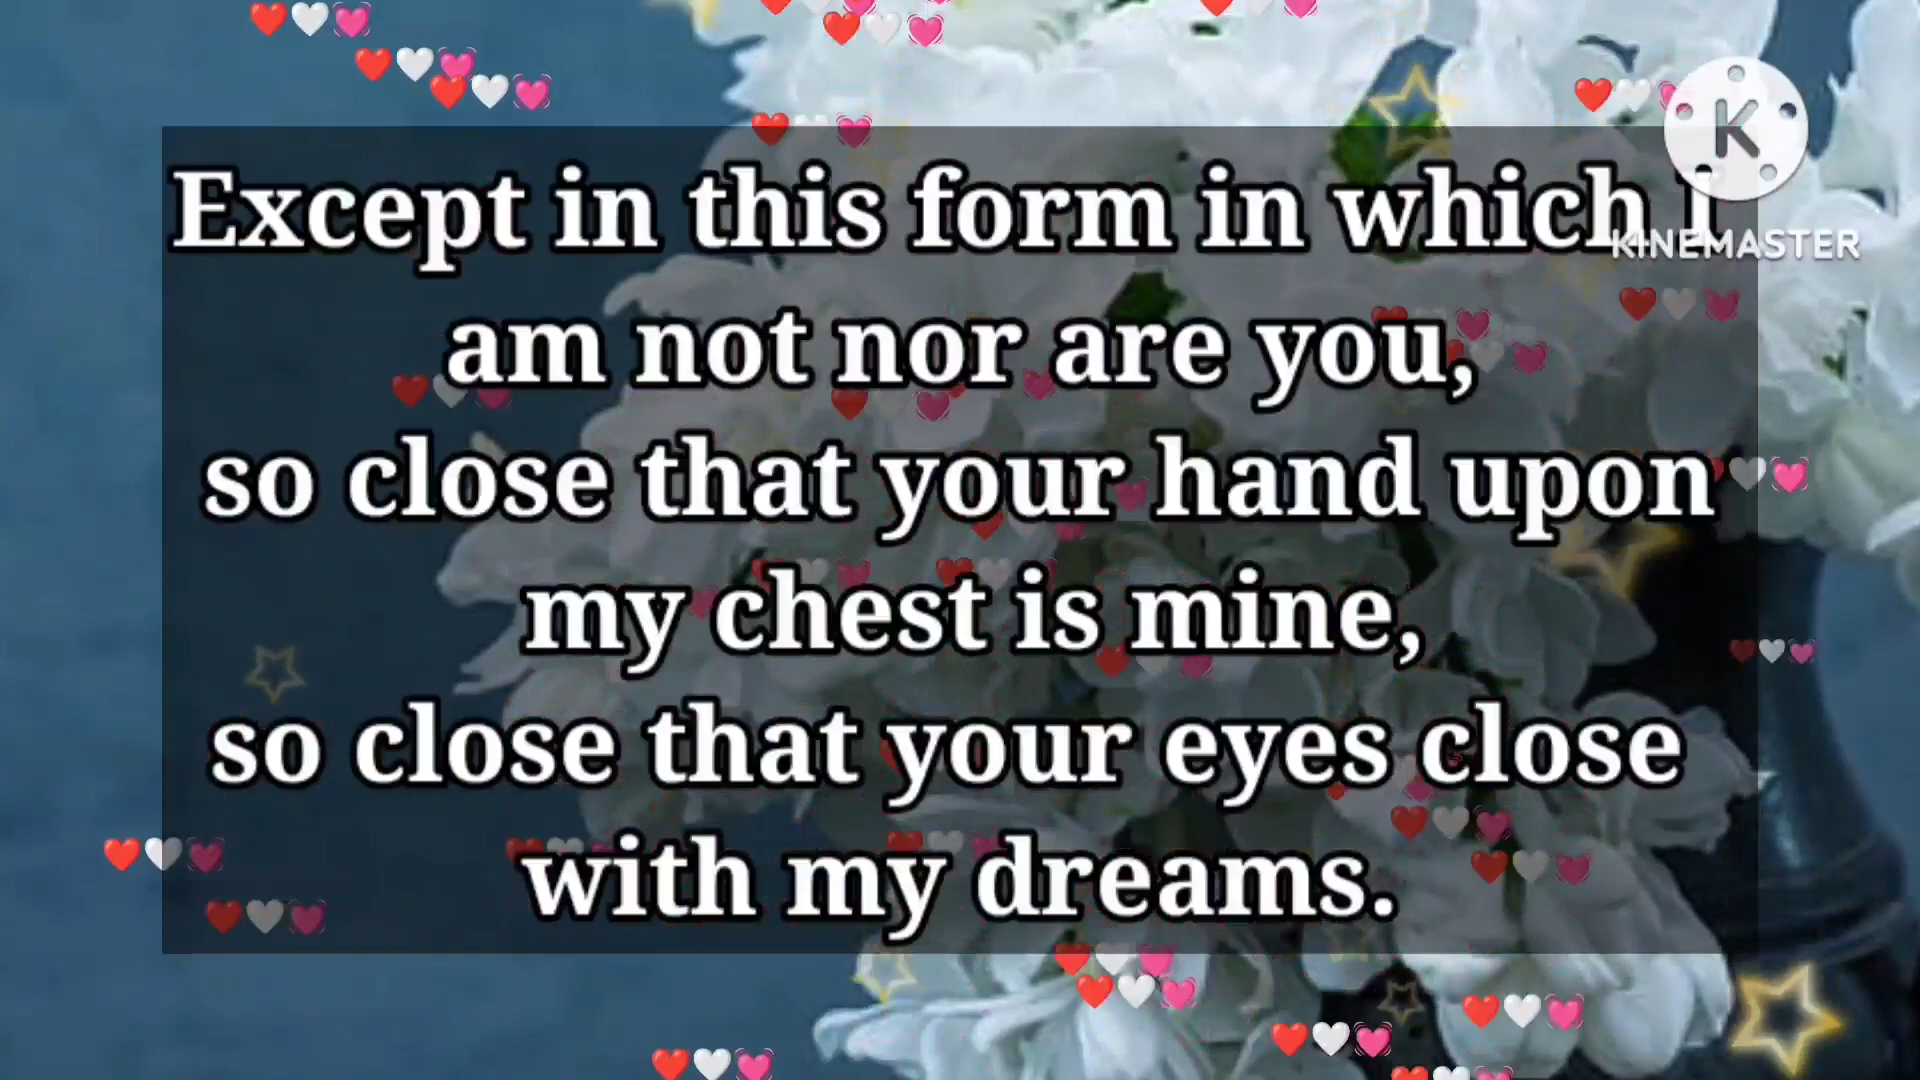 Except in this form in which I
am not nor are you,
so close that your hand upon
my chest is mine,
so close that your eyes close
with my dreams.
K
KINEMASTER